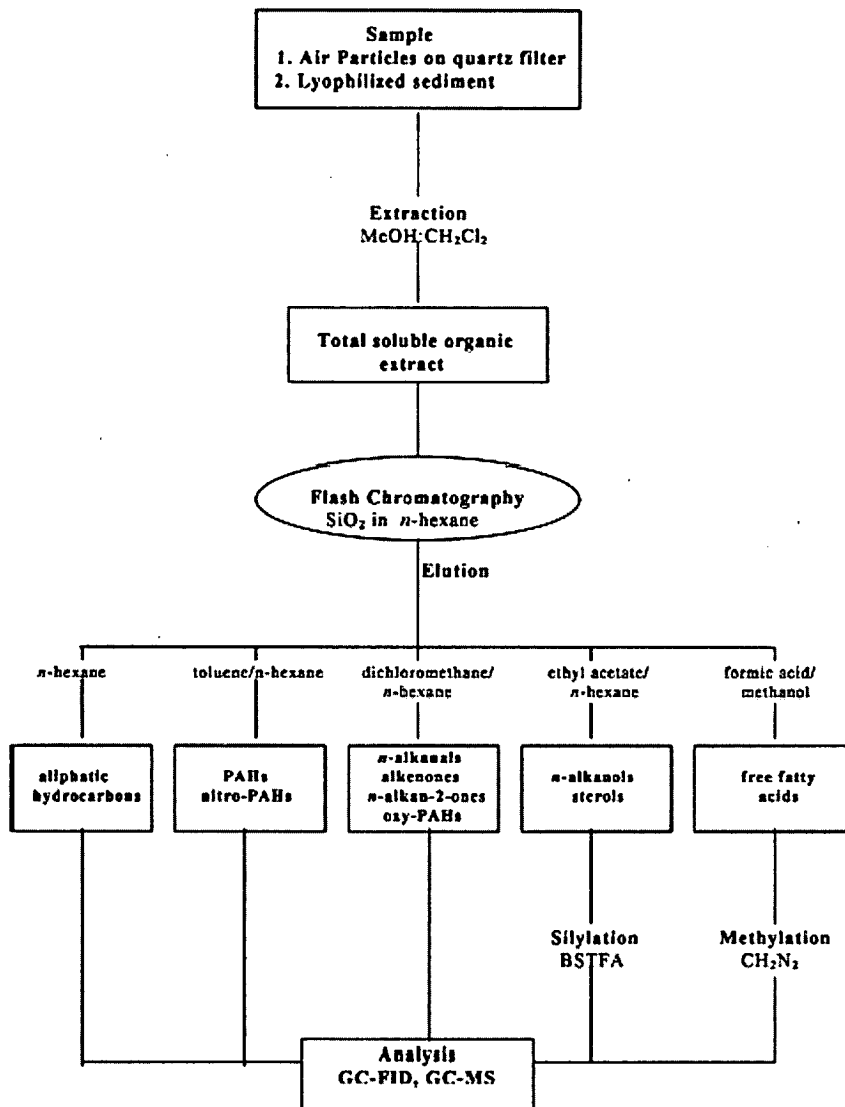 Sample
1. Air Particles on quartz filter
2. Lyophilized sediment
Extraction
MeOH:CH₂Cl₂
Total soluble organic
extract
Flash Chromatography
SiO₂ in n-hexane
Elution
n-hexane
toluene/n-hexane
dichloromethane/
n-hexane
ethyl acetate/
n-hexane
formic acid/
methanol
aliphatic
hydrocarbons
PAHs
nitro-PAHs
n-alkanals
alkenones
n-alkan-2-ones
oxy-PAHs
n-alkanols
sterols
free fatty
acids
Silylation
BSTFA
Methylation
CH₂N₂
Analysis
GC-FID, GC-MS